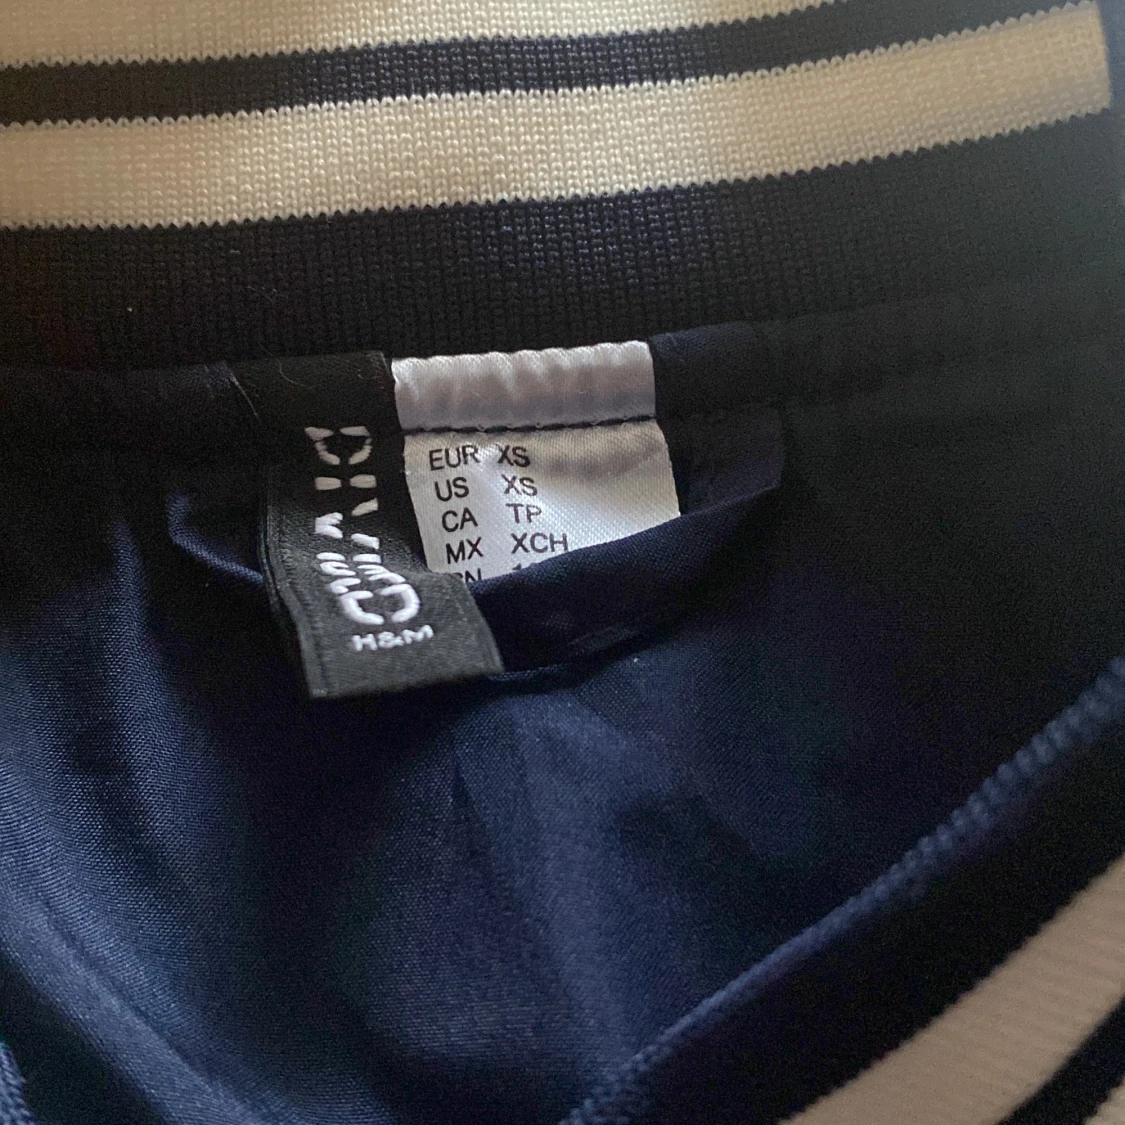 DIVIDED
H&M
EUR XS
US XS
CA TP
MX XCH